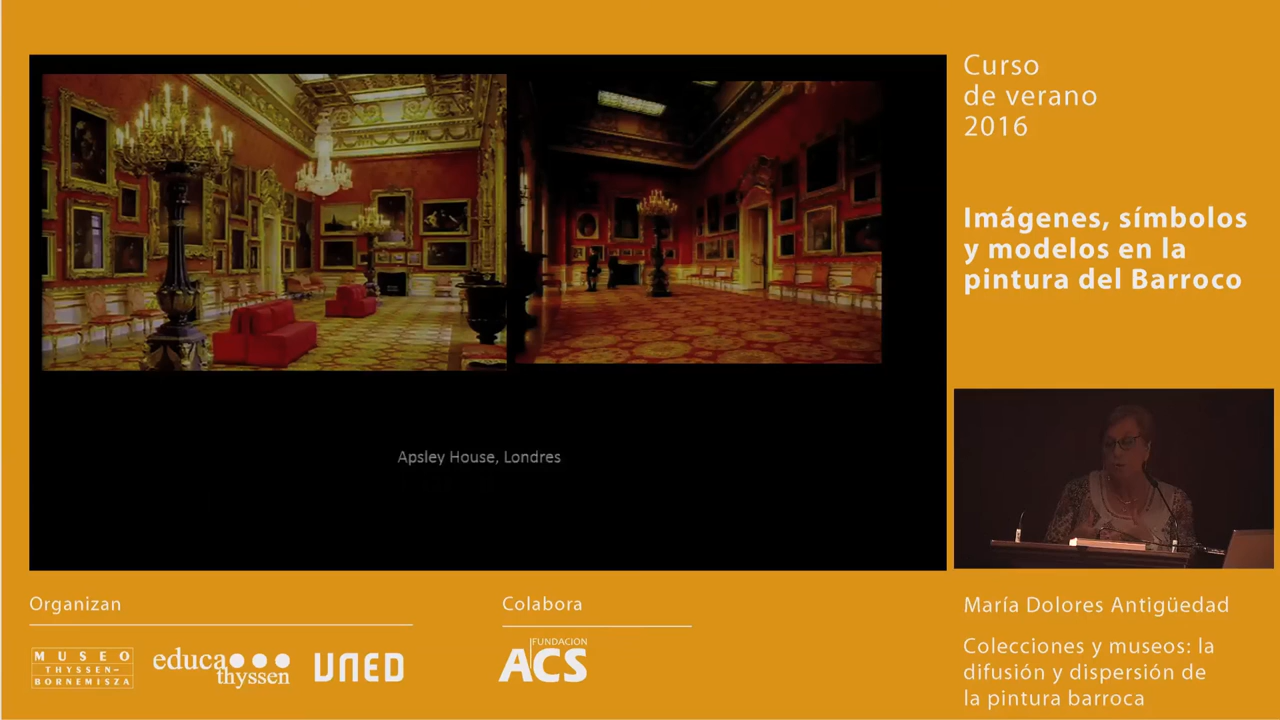 Curso
de verano
2016
Imágenes, símbolos
y modelos en la
pintura del Barroco
Apsley House, Londres
Organizan
MUSEO
THYSSEN-
BORNEMISZA
educa
thyssen
UNED
Colabora
FUNDACION
ACS
María Dolores Antigüedad
Colecciones y museos: la
difusión y dispersión de
la pintura barroca